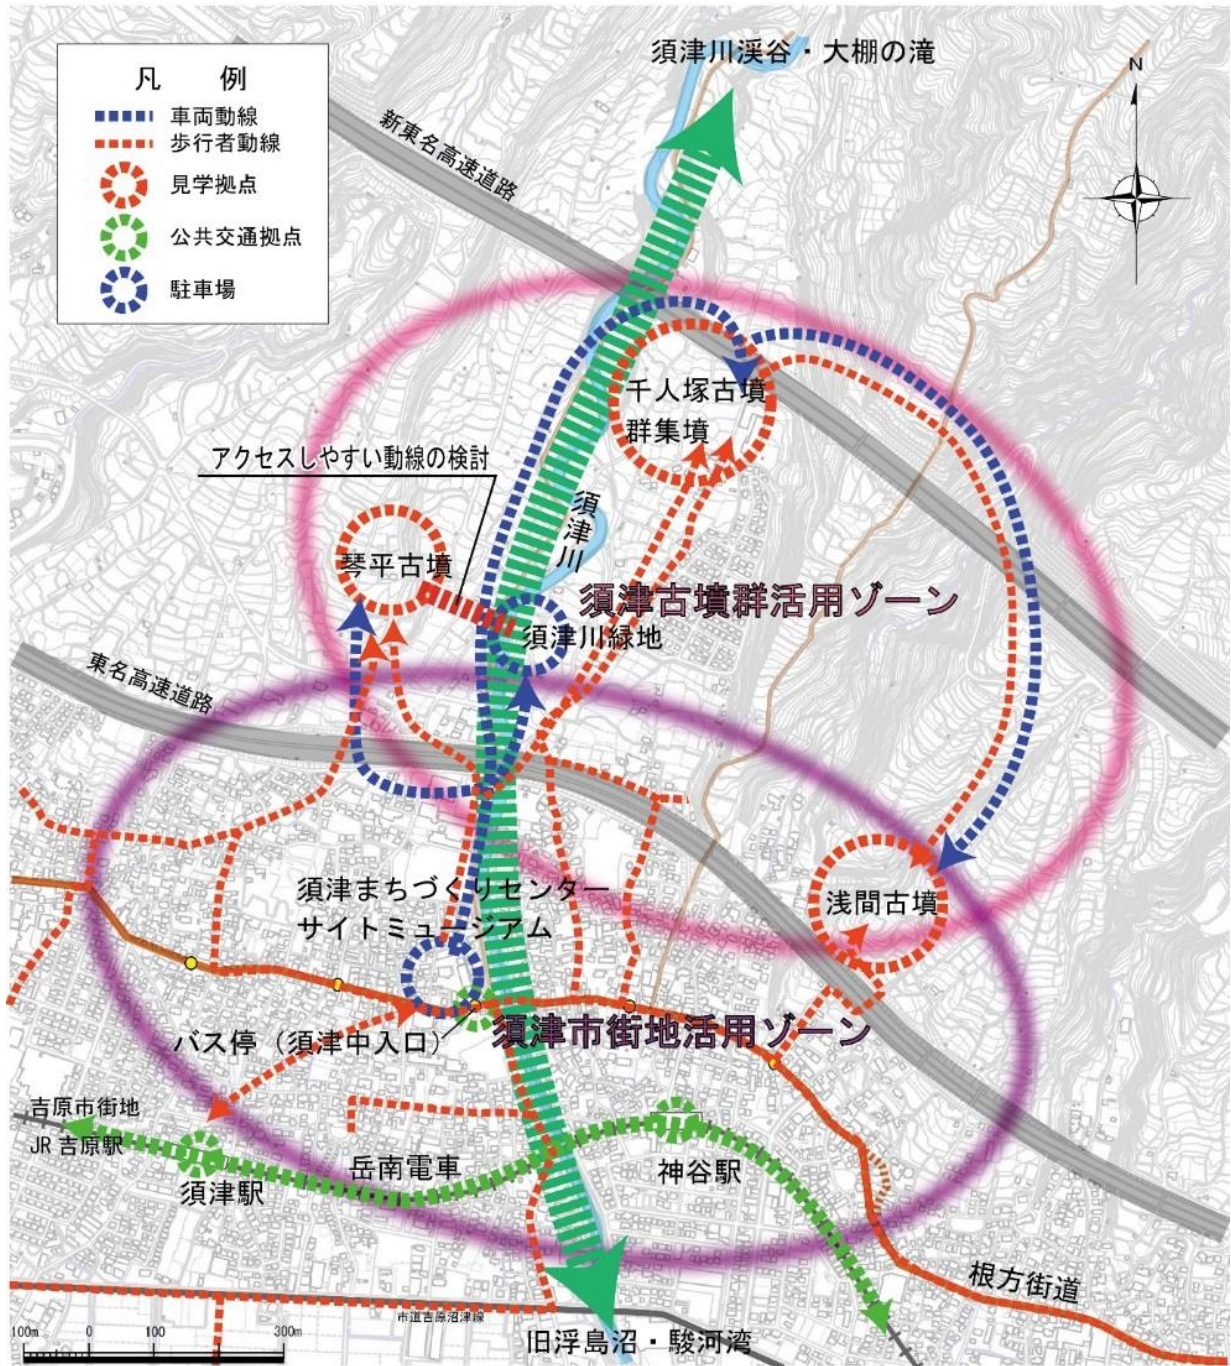 須津川渓谷・大棚の滝
凡 例
車両動線
歩行者動線
見学拠点
公共交通拠点
駐車場
N
新東名高速道路
千人塚古墳
群集墳
アクセスしやすい動線の検討
須津川
琴平古墳
須津古墳群活用ゾーン
須津川緑地
東名高速道路
須津まちづくりセンター
サイトミュージアム
浅間古墳
バス停（須津中入口）
須津市街地活用ゾーン
吉原市街地
JR吉原駅
須津駅
岳南電車
神谷駅
根方街道
市道吉原沼津線
旧浮島沼・駿河湾
100m 0 100 300m